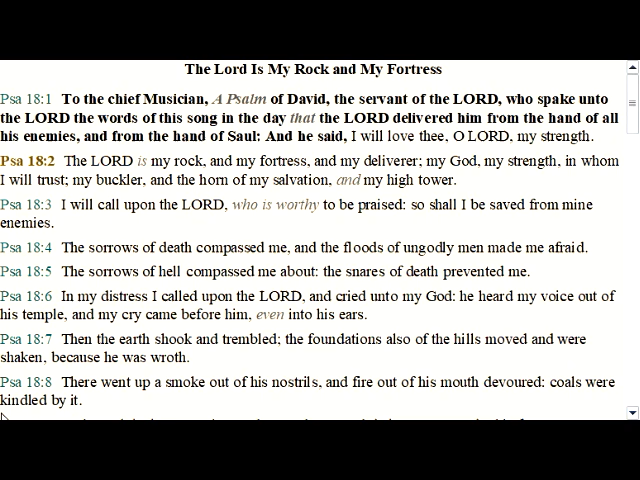 The Lord Is My Rock and My Fortress
Psa 18:1 To the chief Musician, A Psalm of David, the servant of the LORD, who spake unto
the LORD the words of this song in the day that the LORD delivered him from the hand of all
his enemies, and from the hand of Saul: And he said, I will love thee, O LORD, my strength.
Psa 18:2 The LORD is my rock, and my fortress, and my deliverer; my God, my strength, in whom
I will trust; my buckler, and the horn of my salvation, and my high tower.
Psa 18:3 I will call upon the LORD, who is worthy to be praised: so shall I be saved from mine
enemies.
Psa 18:4 The sorrows of death compassed me, and the floods of ungodly men made me afraid.
Psa 18:5 The sorrows of hell compassed me about: the snares of death prevented me.
Psa 18:6 In my distress I called upon the LORD, and cried unto my God: he heard my voice out of
his temple, and my cry came before him, even into his ears.
Psa 18:7 Then the earth shook and trembled; the foundations also of the hills moved and were
shaken, because he was wroth.
Psa 18:8 There went up a smoke out of his nostrils, and fire out of his mouth devoured: coals were
kindled by it.